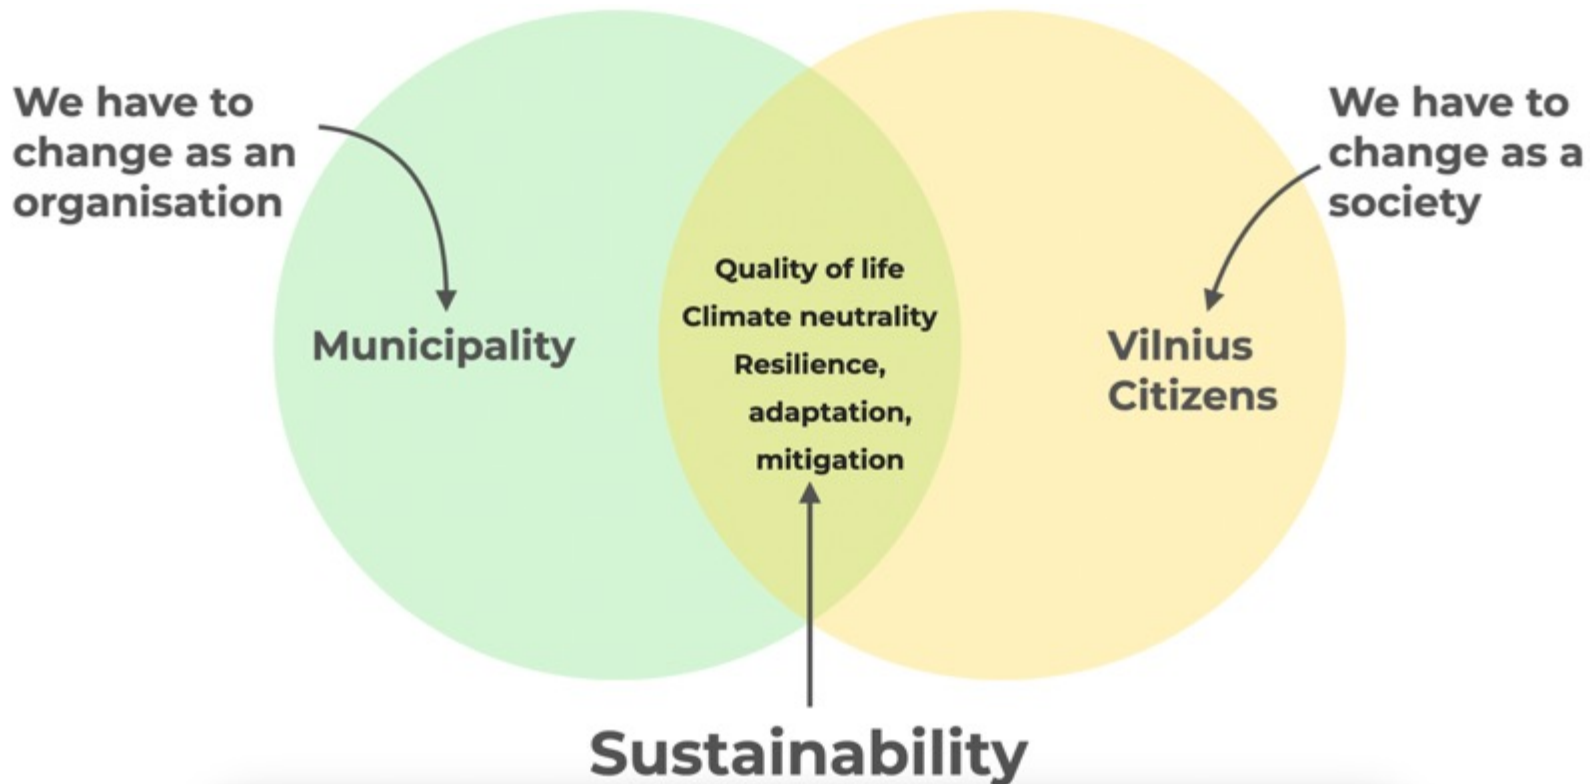 We have to
change as an
organisation
We have to
change as a
society
Municipality
Quality of life
Climate neutrality
Resilience,
adaptation,
mitigation
Vilnius
Citizens
Sustainability